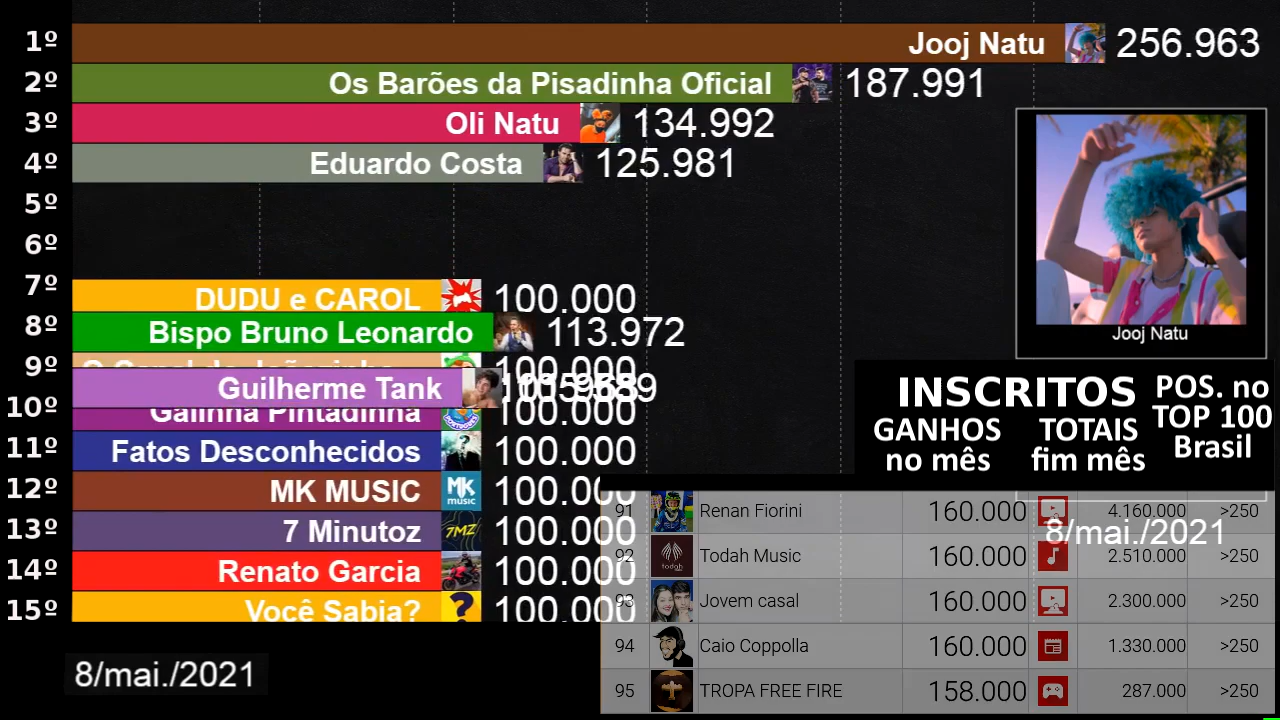 1º Jooj Natu 256.963
2º Os Barões da Pisadinha Oficial 187.991
3º Oli Natu 134.992
4º Eduardo Costa 125.981
5º
6º
7º DUDU e CAROL 100.000
8º Bispo Bruno Leonardo 113.972
9º 100.000
Guilherme Tank
10º Galinha Pintadinha 100.000
11º Fatos Desconhecidos 100.000
12º MK MUSIC MK music 100.000
13º 7 Minutoz 7MZ 100.000
14º Renato Garcia 100.000
15º Você Sabia? ? 100.000
8/mai./2021
Jooj Natu
INSCRITOS
GANHOS no mês
TOTAIS fim mês
POS. no TOP 100 Brasil
91 Renan Fiorini 160.000 4.160.000 >250
8/mai./2021
92 Todah Music todah 160.000 2.510.000 >250
93 Jovem casal 160.000 2.300.000 >250
94 Caio Coppolla 160.000 1.330.000 >250
95 TROPA FREE FIRE 158.000 287.000 >250